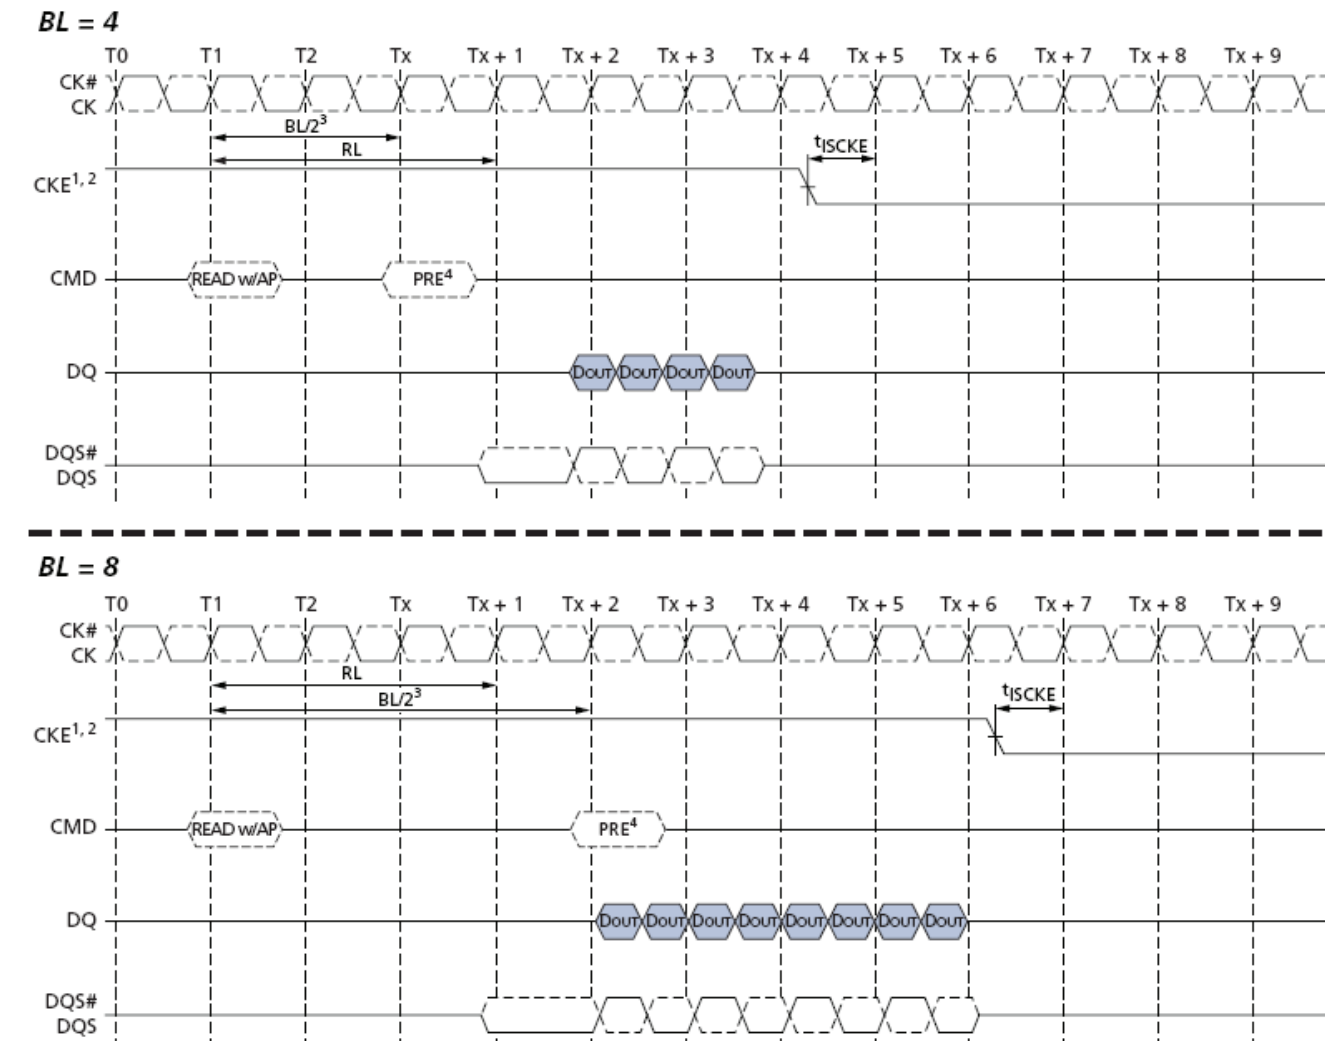 BL = 4
T0 T1 T2 Tx Tx + 1 Tx + 2 Tx + 3 Tx + 4 Tx + 5 Tx + 6 Tx + 7 Tx + 8 Tx + 9
CK#
CK
BL/2³
RL
tISCKE
CKE¹˒²
CMD READ w/AP PRE⁴
DQ DOUT DOUT DOUT DOUT
DQS#
DQS
BL = 8
T0 T1 T2 Tx Tx + 1 Tx + 2 Tx + 3 Tx + 4 Tx + 5 Tx + 6 Tx + 7 Tx + 8 Tx + 9
CK#
CK
RL
BL/2³
tISCKE
CKE¹˒²
CMD READ w/AP PRE⁴
DQ DOUT DOUT DOUT DOUT DOUT DOUT DOUT DOUT
DQS#
DQS